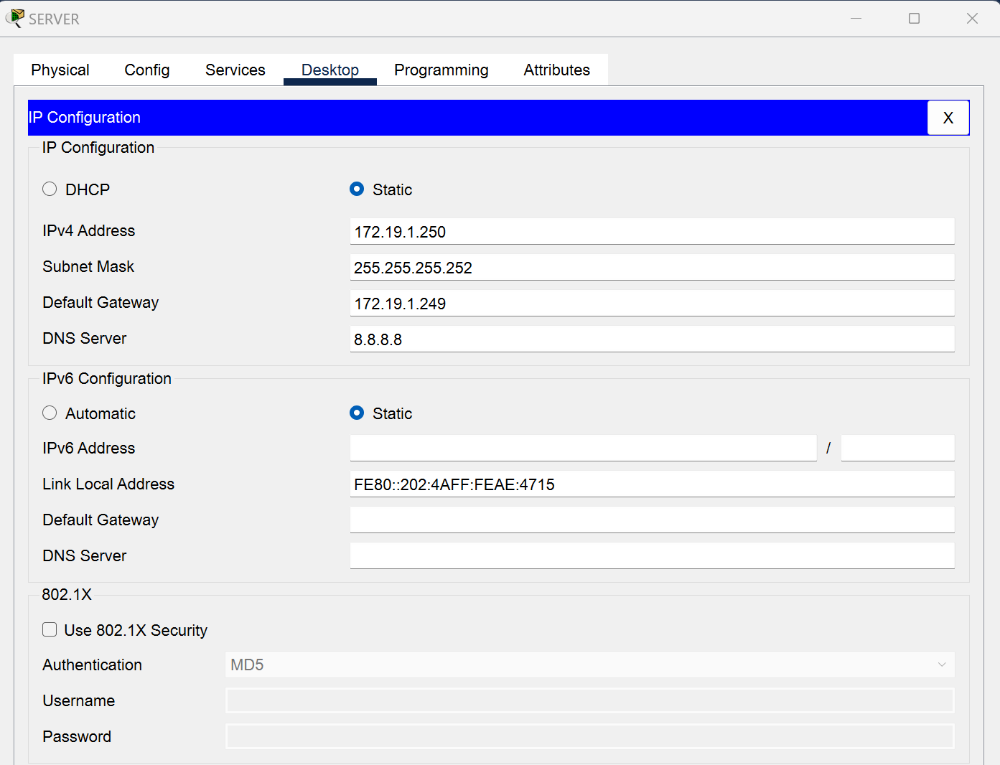 SERVER
Physical Config Services Desktop Programming Attributes
IP Configuration X
IP Configuration
DHCP Static
IPv4 Address 172.19.1.250
Subnet Mask 255.255.255.252
Default Gateway 172.19.1.249
DNS Server 8.8.8.8
IPv6 Configuration
Automatic Static
IPv6 Address /
Link Local Address FE80::202:4AFF:FEAE:4715
Default Gateway
DNS Server
802.1X
Use 802.1X Security
Authentication MD5
Username
Password